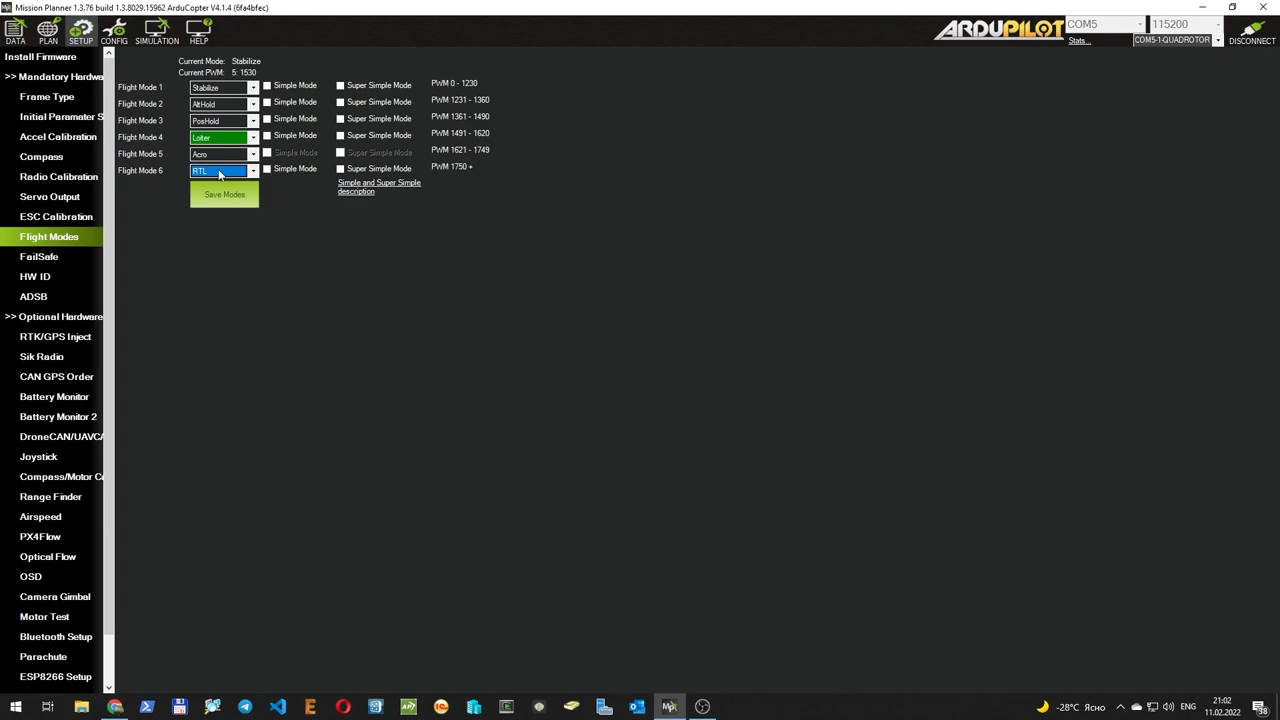 Mission Planner 1.3.76 build 1.3.8029.15962 ArduCopter V4.1.4 (6fa4bfec)
DATA
PLAN
SETUP
CONFIG
SIMULATION
HELP
ARDUPILOT
COM5
115200
Stats...
COM5-1-QUADROTOR
DISCONNECT
Install Firmware
>> Mandatory Hardwa
Frame Type
Initial Paramater S
Accel Calibration
Compass
Radio Calibration
Servo Output
ESC Calibration
Flight Modes
FailSafe
HW ID
ADSB
>> Optional Hardware
RTK/GPS Inject
Sik Radio
CAN GPS Order
Battery Monitor
Battery Monitor 2
DroneCAN/UAVCA
Joystick
Compass/Motor Ca
Range Finder
Airspeed
PX4Flow
Optical Flow
OSD
Camera Gimbal
Motor Test
Bluetooth Setup
Parachute
ESP8266 Setup
Current Mode: Stabilize
Current PWM: 5: 1530
Flight Mode 1 Stabilize Simple Mode Super Simple Mode PWM 0 - 1230
Flight Mode 2 AltHold Simple Mode Super Simple Mode PWM 1231 - 1360
Flight Mode 3 PosHold Simple Mode Super Simple Mode PWM 1361 - 1490
Flight Mode 4 Loiter Simple Mode Super Simple Mode PWM 1491 - 1620
Flight Mode 5 Acro Simple Mode Super Simple Mode PWM 1621 - 1749
Flight Mode 6 RTL Simple Mode Super Simple Mode PWM 1750 +
Simple and Super Simple
description
Save Modes
-28°C Ясно
ENG
21:02
11.02.2022
38